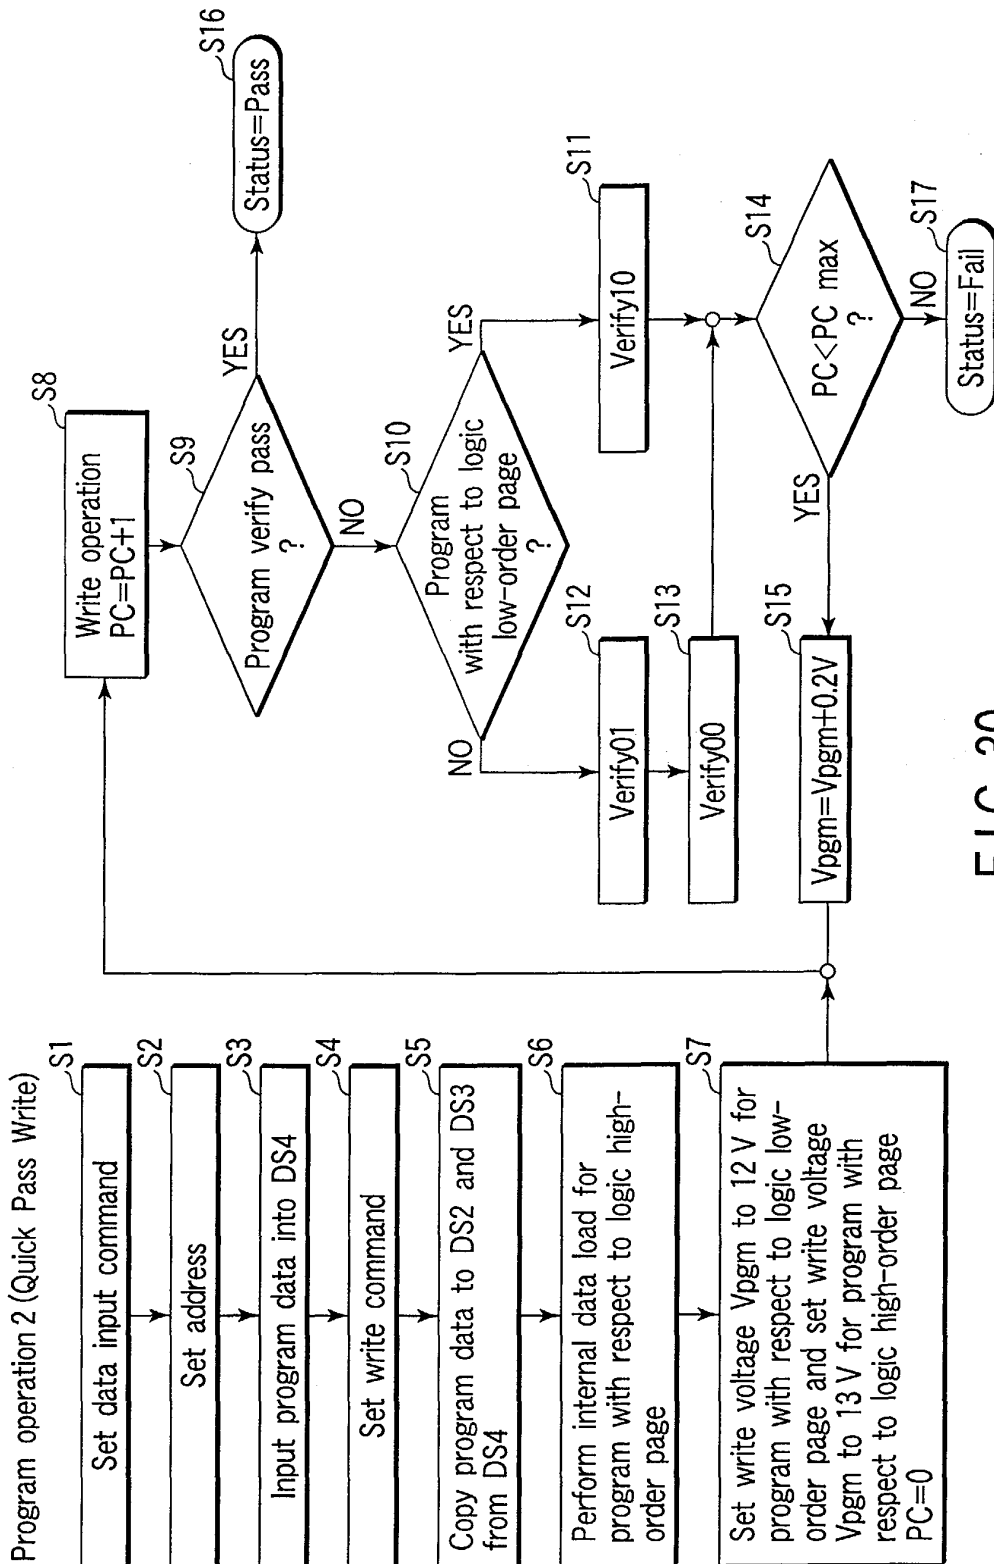 Program operation 2 (Quick Pass Write)
S1
Set data input command
S2
Set address
S3
Input program data into DS4
S4
Set write command
S5
Copy program data to DS2 and DS3
from DS4
S6
Perform internal data load for
program with respect to logic high-
order page
S7
Set write voltage Vpgm to 12 V for
program with respect to logic low-
order page and set write voltage
Vpgm to 13 V for program with
respect to logic high-order page
PC=0
S8
Write operation
PC=PC+1
S9
Program verify pass
?
YES
NO
S16
Status=Pass
S10
Program
with respect to logic
low-order page
?
YES
NO
S11
Verify10
S12
Verify01
S13
Verify00
S14
PC<PC max
?
YES
NO
S15
Vpgm=Vpgm+0.2V
S17
Status=Fail